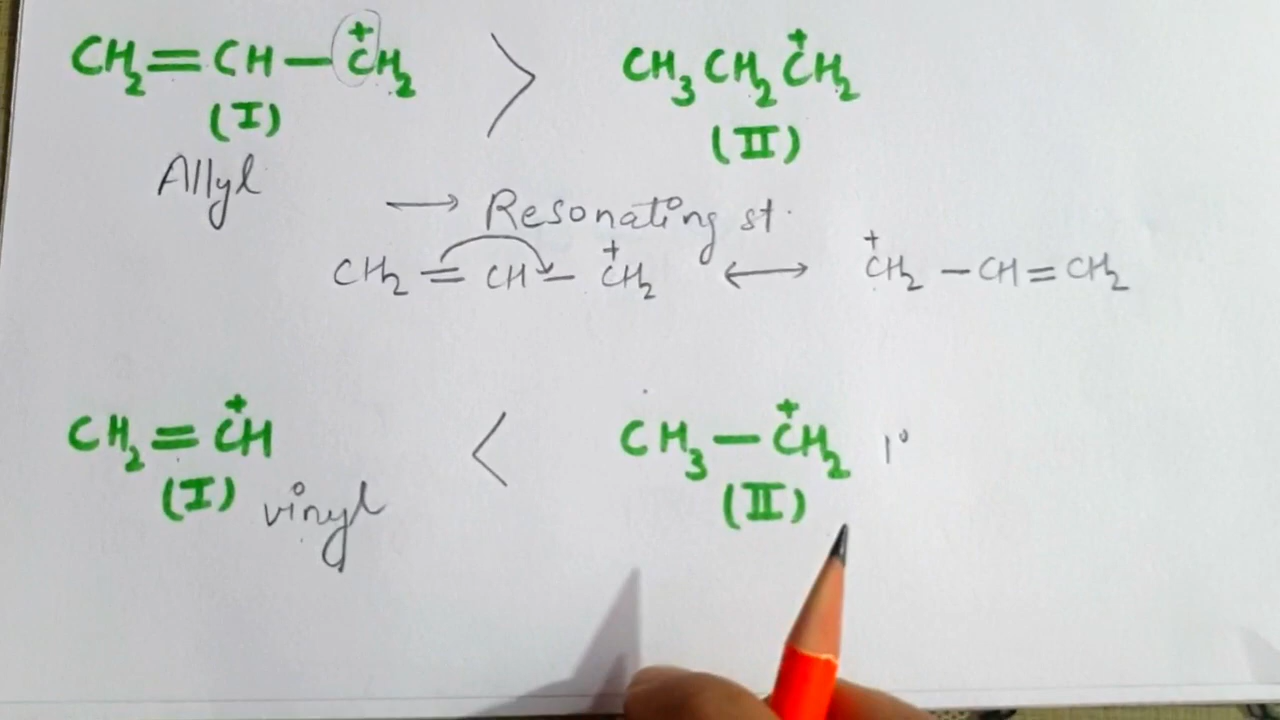 CH₂=CH–C⁺H₂ > CH₃CH₂C⁺H₂
(I) (II)
Allyl
→ Resonating st.
CH₂=CH–C⁺H₂ ↔ C⁺H₂–CH=CH₂
CH₂=C⁺H < CH₃–C⁺H₂ 1°
(I) vinyl (II)